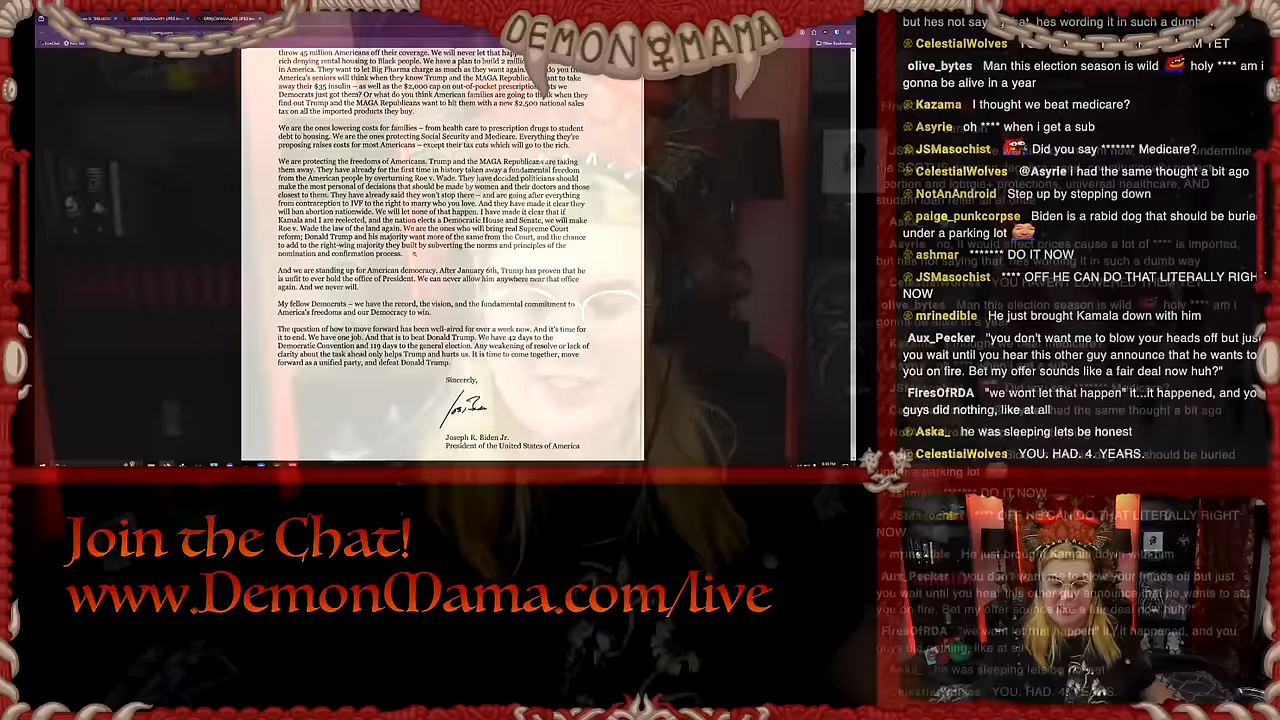 DEMON MAMA
throw 45 million Americans off their coverage. We will never let that
rich denying rental housing to Black people. We have a plan to build 2
in America. They want to let Big Pharma charge as much as they want again. do you
America's seniors will think when they know Trump and the MAGA Republicans want to take
away their $35 insulin – as well as the $2,000 cap on out-of-pocket prescription costs we
Democrats just got them? Or what do you think American families are going to think when they
find out Trump and the MAGA Republicans want to hit them with a new $2,500 national sales
tax on all the imported products they buy.
We are the ones lowering costs for families – from health care to prescription drugs to student
debt to housing. We are the ones protecting Social Security and Medicare. Everything they're
proposing raises costs for most Americans – except their tax cuts which will go to the rich.
We are protecting the freedoms of Americans. Trump and the MAGA Republicans are taking
them away. They have already for the first time in history taken away a fundamental freedom
from the American people by overturning Roe v. Wade. They have decided politicians should
make the most personal of decisions that should be made by women and their doctors and those
closest to them. They have already said they won't stop there – and are going after everything
from contraception to IVF to the right to marry who you love. And they have made it clear they
will ban abortion nationwide. We will let none of that happen. I have made it clear that if
Kamala and I are reelected, and the nation elects a Democratic House and Senate, we will make
Roe v. Wade the law of the land again. We are the ones who will bring real Supreme Court
reform; Donald Trump and his majority want more of the same from the Court, and the chance
to add to the right-wing majority they built by subverting the norms and principles of the
nomination and confirmation process.
And we are standing up for American democracy. After January 6th, Trump has proven that he
is unfit to ever hold the office of President. We can never allow him anywhere near that office
again. And we never will.
My fellow Democrats – we have the record, the vision, and the fundamental commitment to
America's freedoms and our Democracy to win.
The question of how to move forward has been well-aired for over a week now. And it's time for
it to end. We have one job. And that is to beat Donald Trump. We have 42 days to the
Democratic Convention and 119 days to the general election. Any weakening of resolve or lack of
clarity about the task ahead only helps Trump and hurts us. It is time to come together, move
forward as a unified party, and defeat Donald Trump.
Sincerely,
Joseph R. Biden Jr.
President of the United States of America
Join the Chat!
www.DemonMama.com/live
CelestialWolves
olive_bytes Man this election season is wild holy **** am i
gonna be alive in a year
Kazama I thought we beat medicare?
Asyrie oh **** when i get a sub
JSMasochist Did you say ******* Medicare?
CelestialWolves @Asyrie i had the same thought a bit ago
NotAnAndroid Step up by stepping down
paige_punkcorpse Biden is a rabid dog that should be buried
under a parking lot
ashmar ******* DO IT NOW
JSMasochist **** OFF HE CAN DO THAT LITERALLY RIGHT
NOW
mrinedible He just brought Kamala down with him
Aux_Pecker "you don't want me to blow your heads off but just
you wait until you hear this other guy announce that he wants to
you on fire. Bet my offer sounds like a fair deal now huh?"
FIresOfRDA "we wont let that happen" it...it happened, and you
guys did nothing, like at all
Aska_ he was sleeping lets be honest
CelestialWolves YOU. HAD. 4. YEARS.